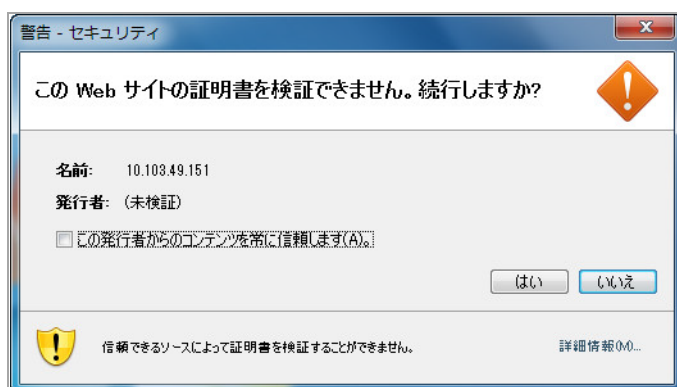 警告 - セキュリティ
この Web サイトの証明書を検証できません。続行しますか?
名前: 10.103.49.151
発行者: (未検証)
この発行者からのコンテンツを常に信頼します(A)。
はい いいえ
信頼できるソースによって証明書を検証することができません。 詳細情報(M)...